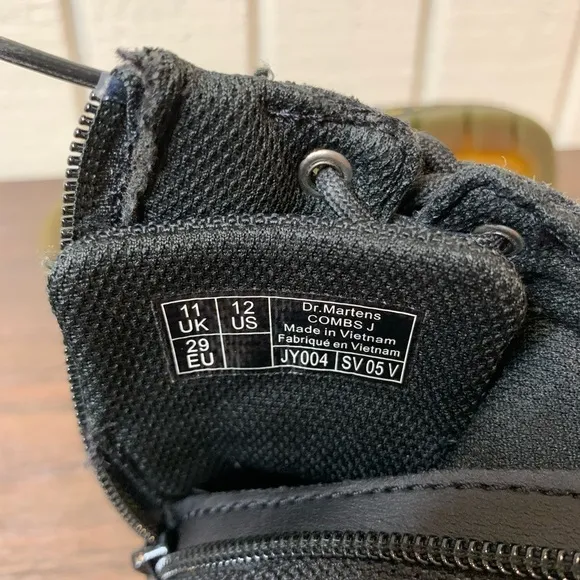 11 UK
12 US
29 EU
Dr.Martens
COMBS J
Made in Vietnam
Fabriqué en Vietnam
JY004
SV 05 V